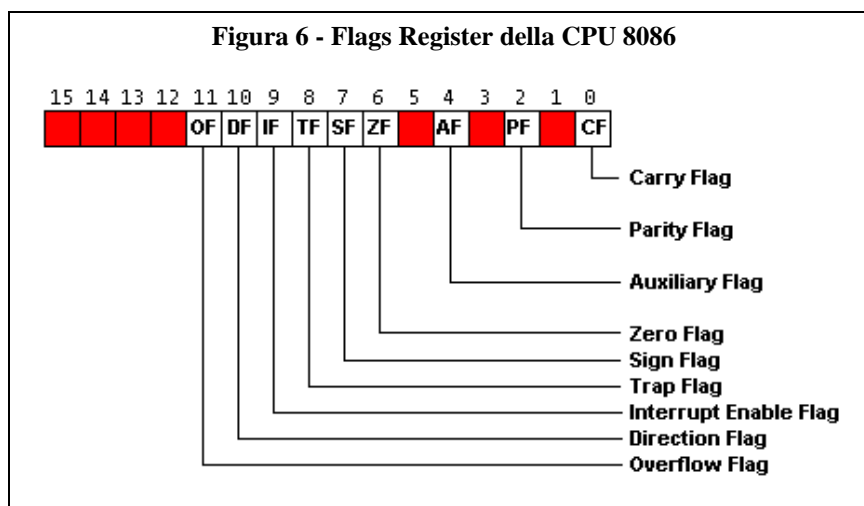 Figura 6 - Flags Register della CPU 8086
15 14 13 12 11 10 9 8 7 6 5 4 3 2 1 0
OF DF IF TF SF ZF AF PF CF
Carry Flag
Parity Flag
Auxiliary Flag
Zero Flag
Sign Flag
Trap Flag
Interrupt Enable Flag
Direction Flag
Overflow Flag